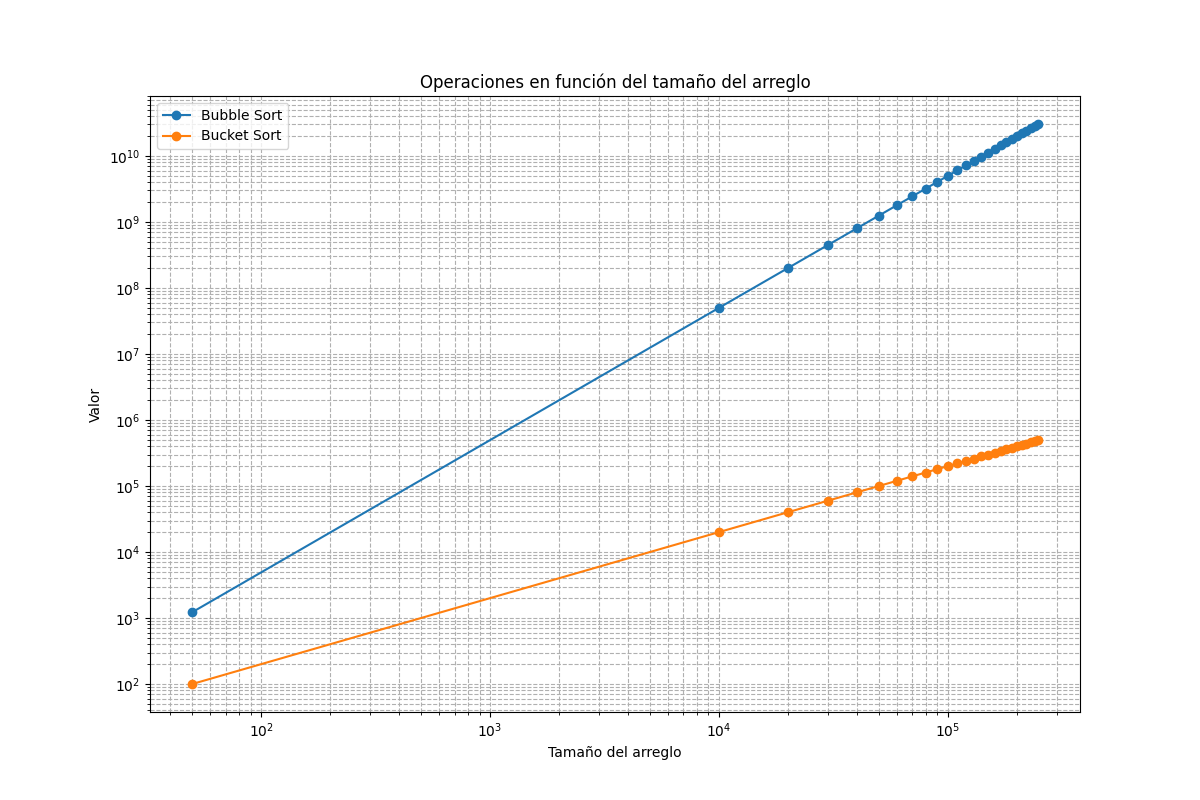 Operaciones en función del tamaño del arreglo
Bubble Sort
Bucket Sort
Valor
10¹⁰
10⁹
10⁸
10⁷
10⁶
10⁵
10⁴
10³
10²
10² 10³ 10⁴ 10⁵
Tamaño del arreglo